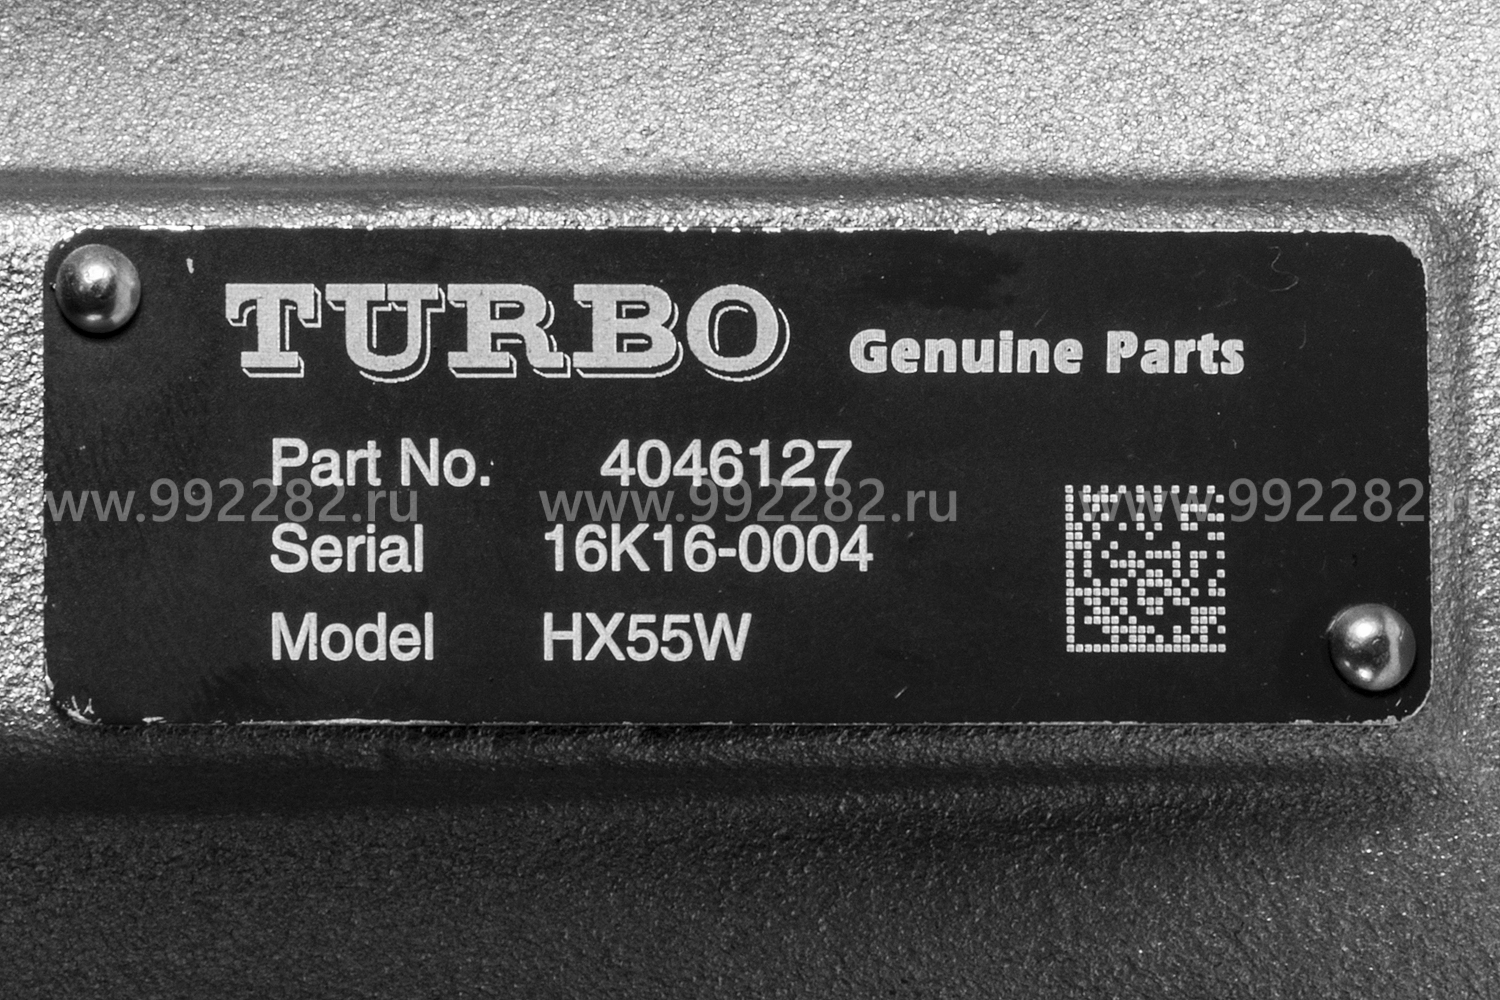 TURBO Genuine Parts
Part No. 4046127
www.992282.ru www.992282.ru www.992282.ru
Serial 16K16-0004
Model HX55W